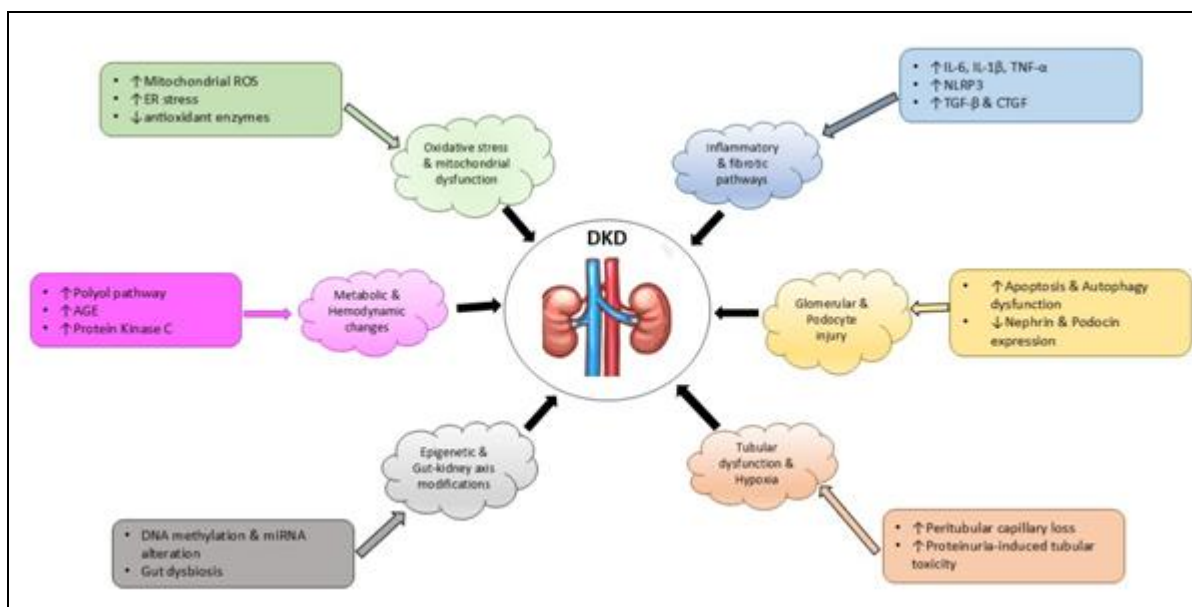 • ↑Mitochondrial ROS
• ↑ER stress
• ↓antioxidant enzymes
Oxidative stress
& mitochondrial
dysfunction
• ↑IL-6, IL-1β, TNF-α
• ↑NLRP3
• ↑TGF-β & CTGF
Inflammatory
& fibrotic
pathways
DKD
• ↑Polyol pathway
• ↑AGE
• ↑Protein Kinase C
Metabolic &
Hemodynamic
changes
Glomerular &
Podocyte
injury
• ↑Apoptosis & Autophagy
dysfunction
• ↓Nephrin & Podocin
expression
Epigenetic &
Gut-kidney axis
modifications
• DNA methylation & miRNA
alteration
• Gut dysbiosis
Tubular
dysfunction &
Hypoxia
• ↑Peritubular capillary loss
• ↑Proteinuria-induced tubular
toxicity